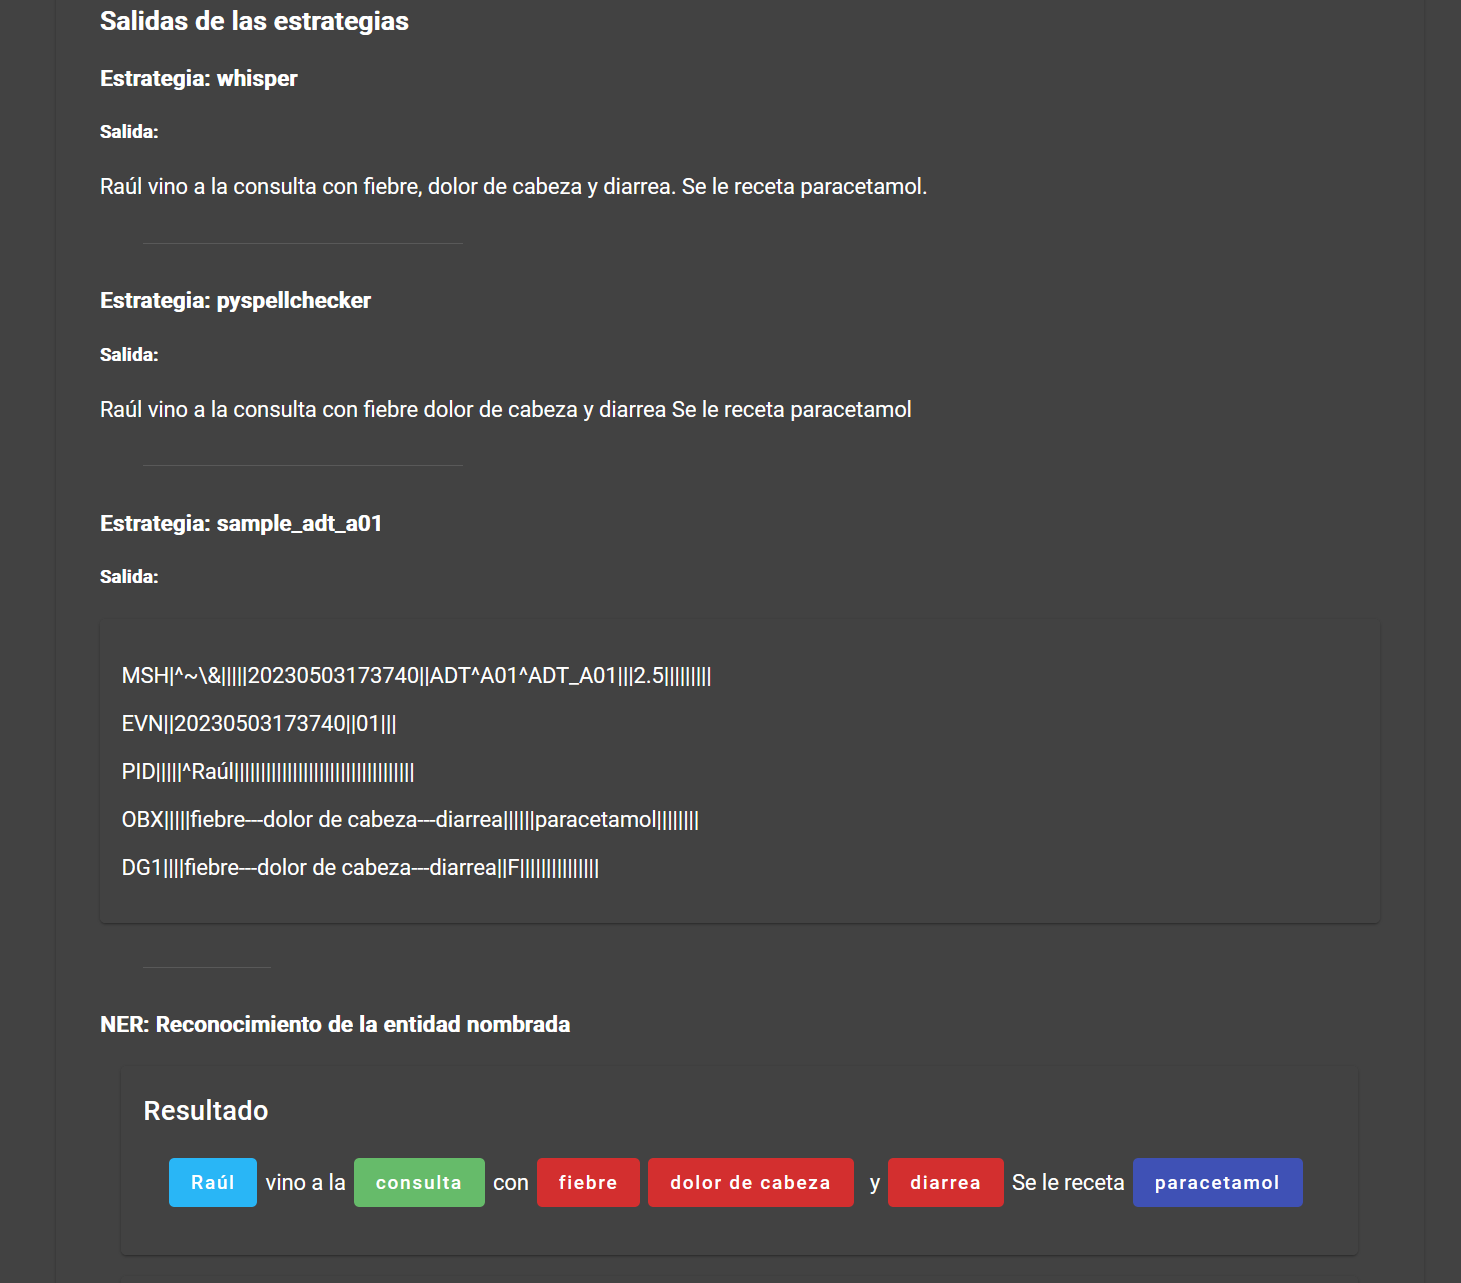 Salidas de las estrategias
Estrategia: whisper
Salida:
Raúl vino a la consulta con fiebre, dolor de cabeza y diarrea. Se le receta paracetamol.
Estrategia: pyspellchecker
Salida:
Raúl vino a la consulta con fiebre dolor de cabeza y diarrea Se le receta paracetamol
Estrategia: sample_adt_a01
Salida:
MSH|^~\&|||||20230503173740||ADT^A01^ADT_A01|||2.5|||||||||
EVN||20230503173740||01|||
PID|||||^Raúl||||||||||||||||||||||||||||||||||
OBX|||||fiebre---dolor de cabeza---diarrea||||||paracetamol||||||||
DG1||||fiebre---dolor de cabeza---diarrea||F|||||||||||||||
NER: Reconocimiento de la entidad nombrada
Resultado
Raúl vino a la consulta con fiebre dolor de cabeza y diarrea Se le receta paracetamol